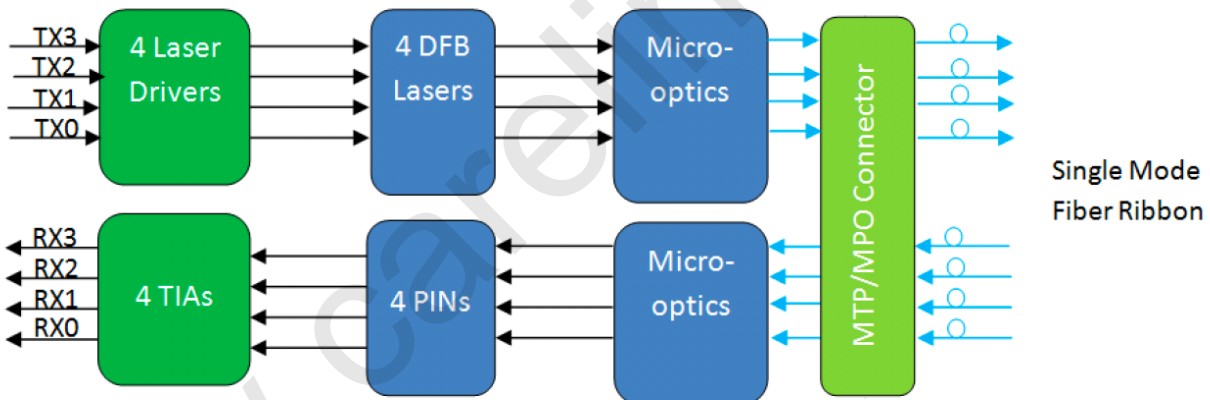 TX3
TX2
TX1
TX0
4 Laser
Drivers
4 DFB
Lasers
Micro-
optics
MTP/MPO Connector
Single Mode
Fiber Ribbon
RX3
RX2
RX1
RX0
4 TIAs
4 PINs
Micro-
optics